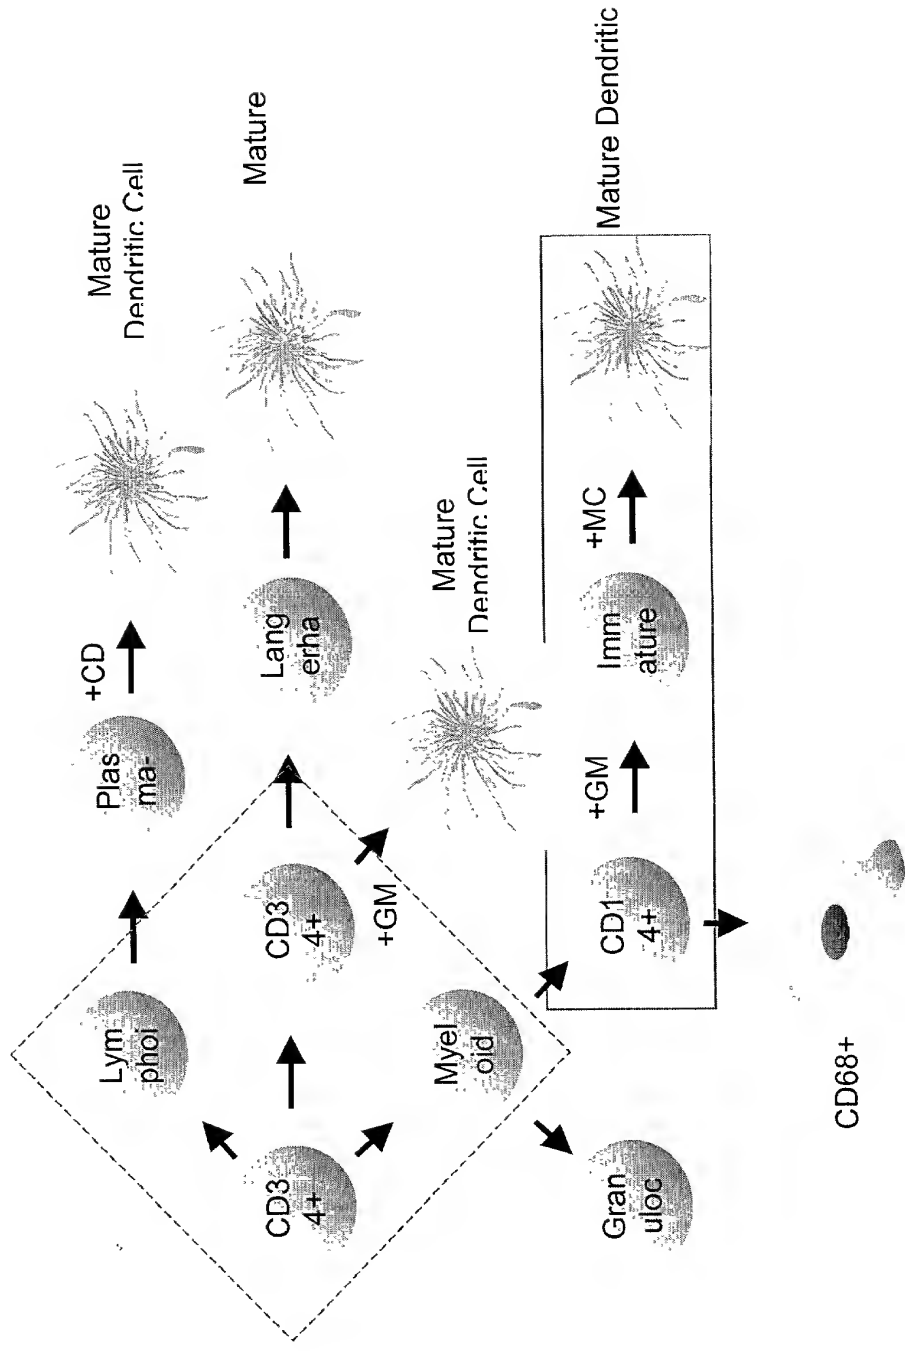 Mature
Dendritic Cell
Mature
+CD
Plas
ma-
Lym
phoi
Lang
erha
CD3
4+
CD3
4+
+GM
Mature
Dendritic Cell
Myel
oid
Mature Dendritic
+MC
Imm
ature
+GM
CD1
4+
Gran
uloc
CD68+